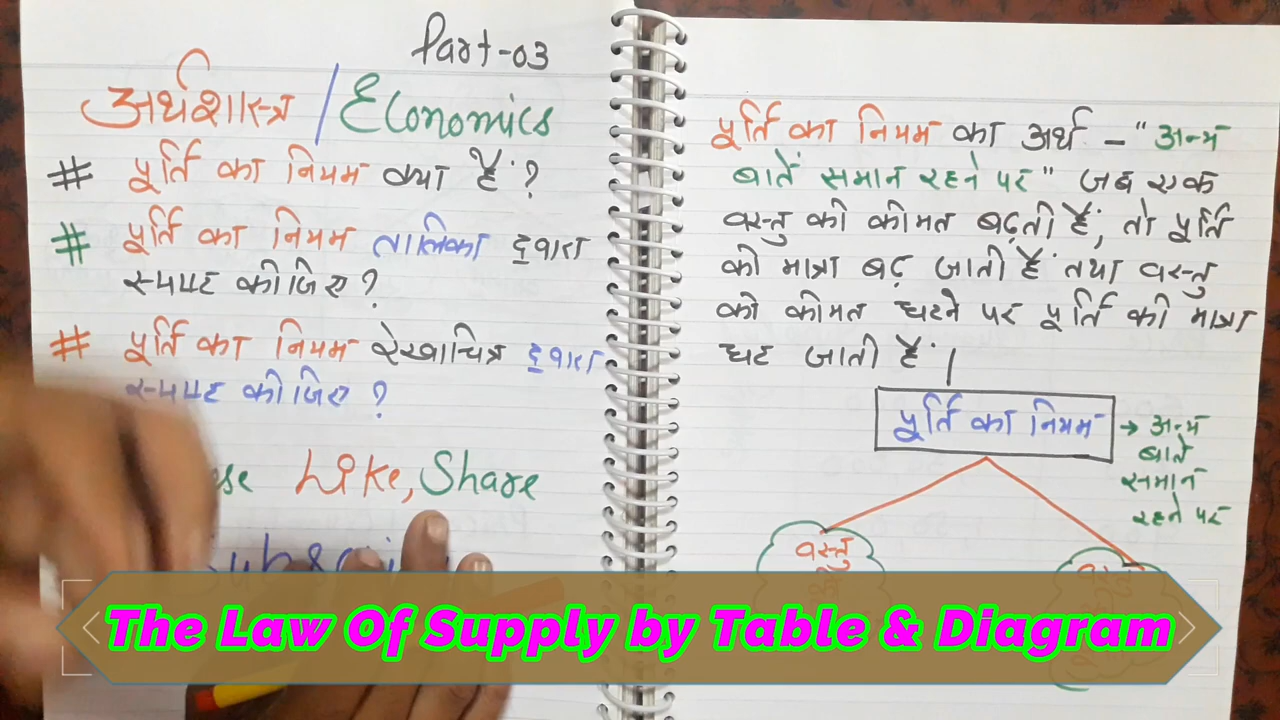 Part-03
अर्थशास्त्र / Economics
# पूर्ति का नियम क्या है ?
# पूर्ति का नियम तालिका द्वारा
स्पष्ट कीजिए ?
# पूर्ति का नियम रेखाचित्र द्वारा
स्पष्ट कीजिए ?
Like, Share
पूर्ति का नियम का अर्थ – "अन्य
बातें समान रहने पर" जब एक
वस्तु की कीमत बढ़ती है, तो पूर्ति
की मात्रा बढ़ जाती है तथा वस्तु
की कीमत घटने पर पूर्ति की मात्रा
घट जाती है।
पूर्ति का नियम → अन्य
बातें
समान
रहने पर
वस्तु
The Law Of Supply by Table & Diagram